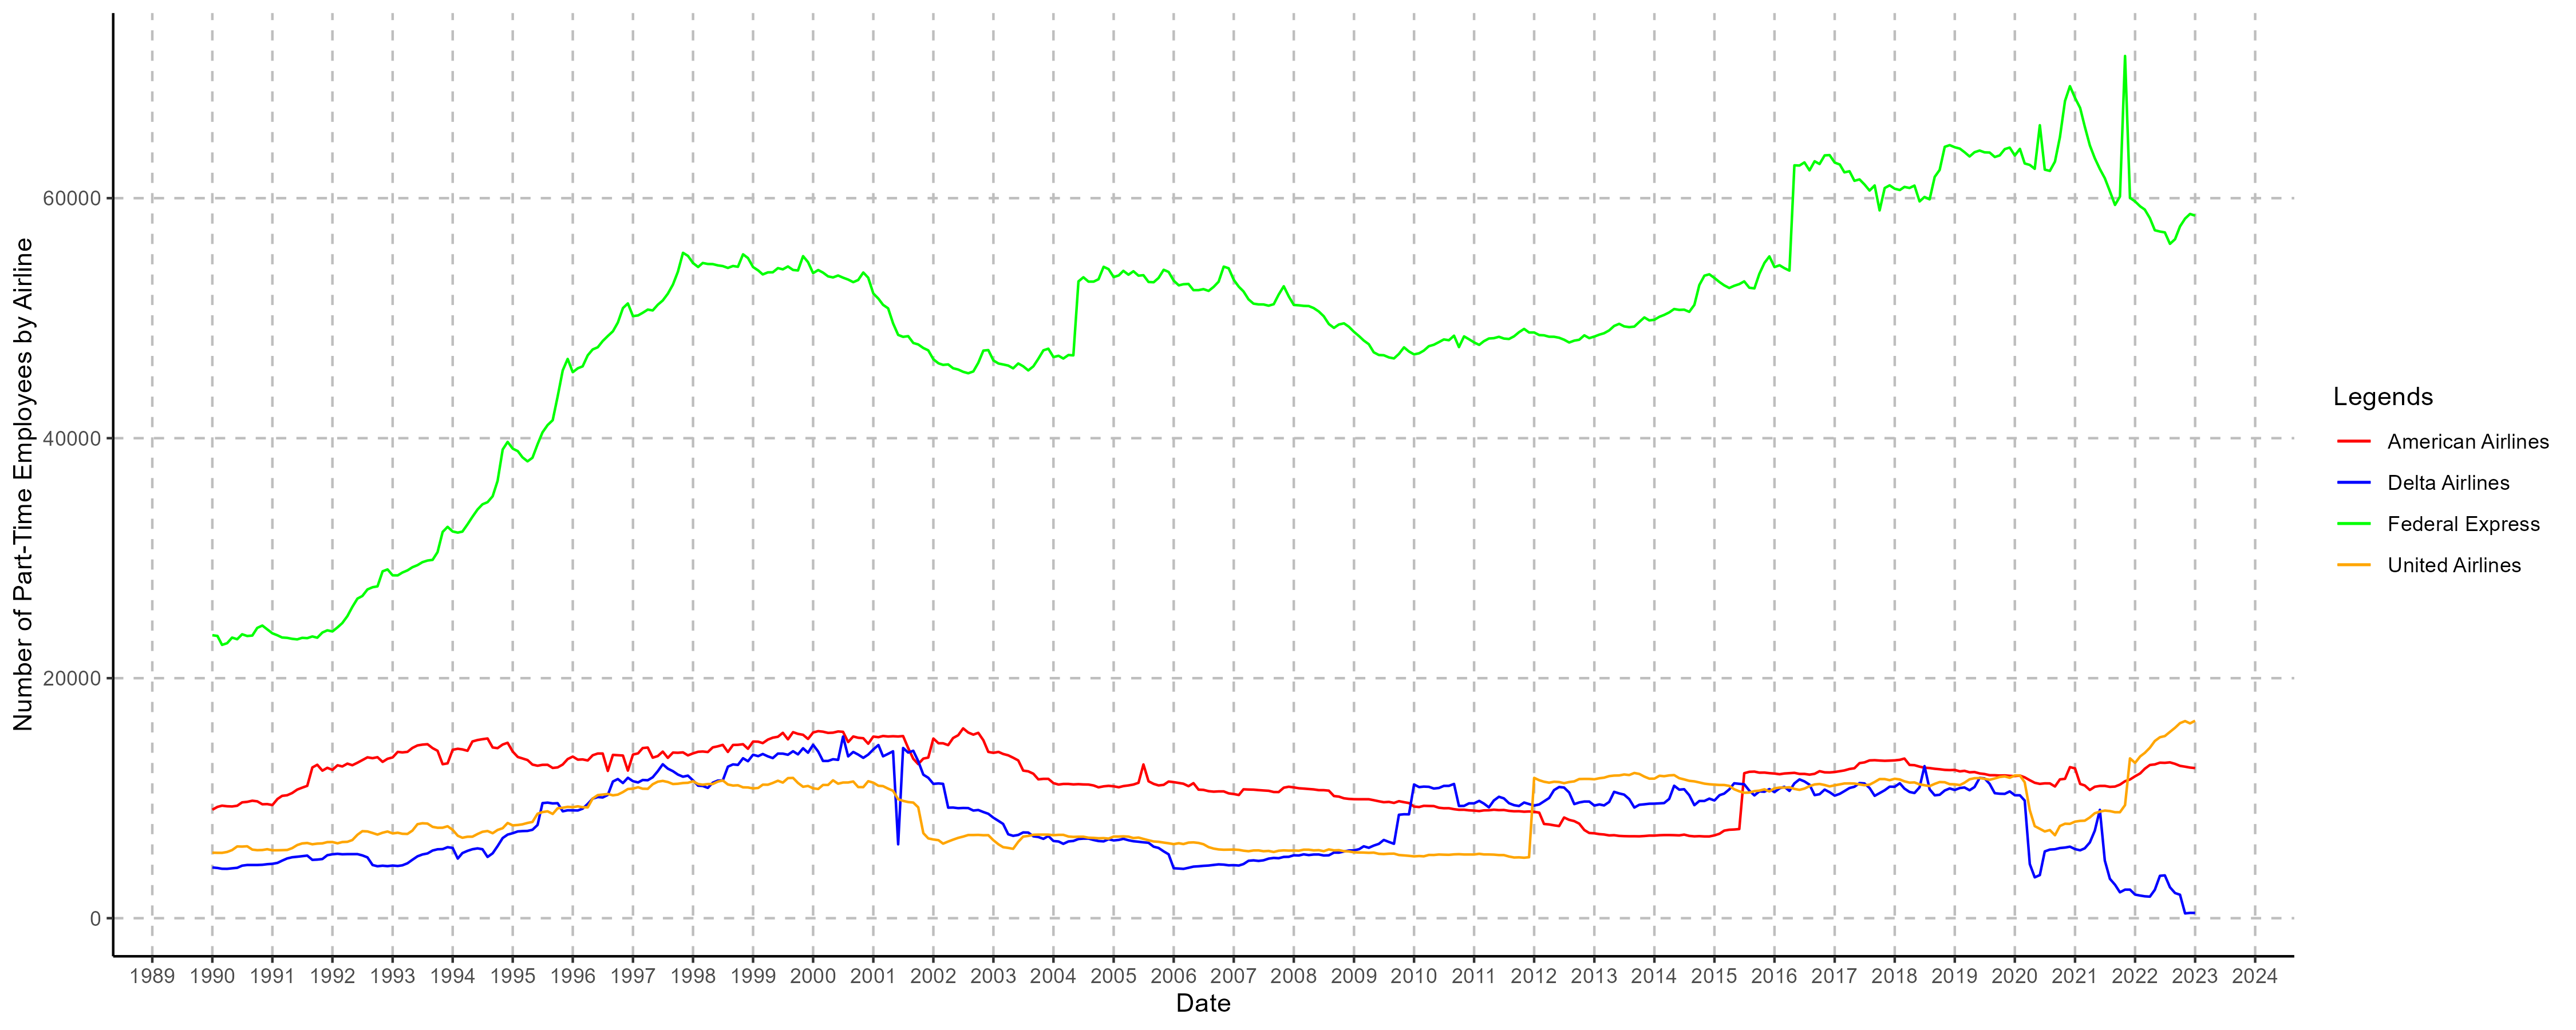 Number of Part-Time Employees by Airline
60000
40000
20000
0
1989 1990 1991 1992 1993 1994 1995 1996 1997 1998 1999 2000 2001 2002 2003 2004 2005 2006 2007 2008 2009 2010 2011 2012 2013 2014 2015 2016 2017 2018 2019 2020 2021 2022 2023 2024
Date
Legends
American Airlines
Delta Airlines
Federal Express
United Airlines